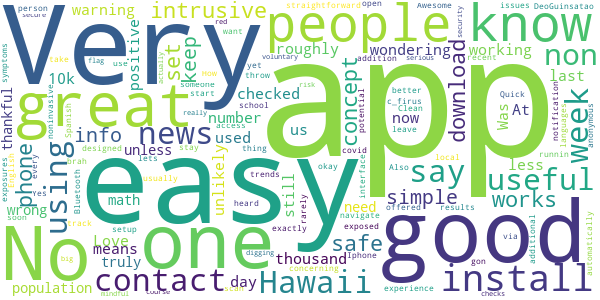 Very
app
easy
good
great
No
one
people
know
non
news
Hawaii
contact
install
useful
say
week
using
phone
info
intrusive
warning
roughly
wondering
working
last
keep
set
positive
10k
checked
concept
download
now
At
Was
less
works
simple
need
safe
thousand
day
means
truly
Love
math
unless
used
number
us
still
thing
unlikely
thankful
wrong
population
person
secure
symptoms
flag
use
yet
red
want
someone
start
throw
addition
risk
school
really
access
covid
interface
potential
straightforward
open
issues
DeoGuinsatao
Awesome
security
voluntary
actually
serious
recent
take
better
c_firus
Quick
Clean
leave
notification
languages
anonymous
runnin
local
Also
okay
offered
results
navigate
via
additional
automatically
experience
checks
gon
Iphone
exposed
rarely
exactly
digging
concerning
heard
trends
lets
stay
usually
setup
track
big
mindful
course
soon
Yes
every
exposures
Bluetooth
Spanish
designed
noninvasive
brah